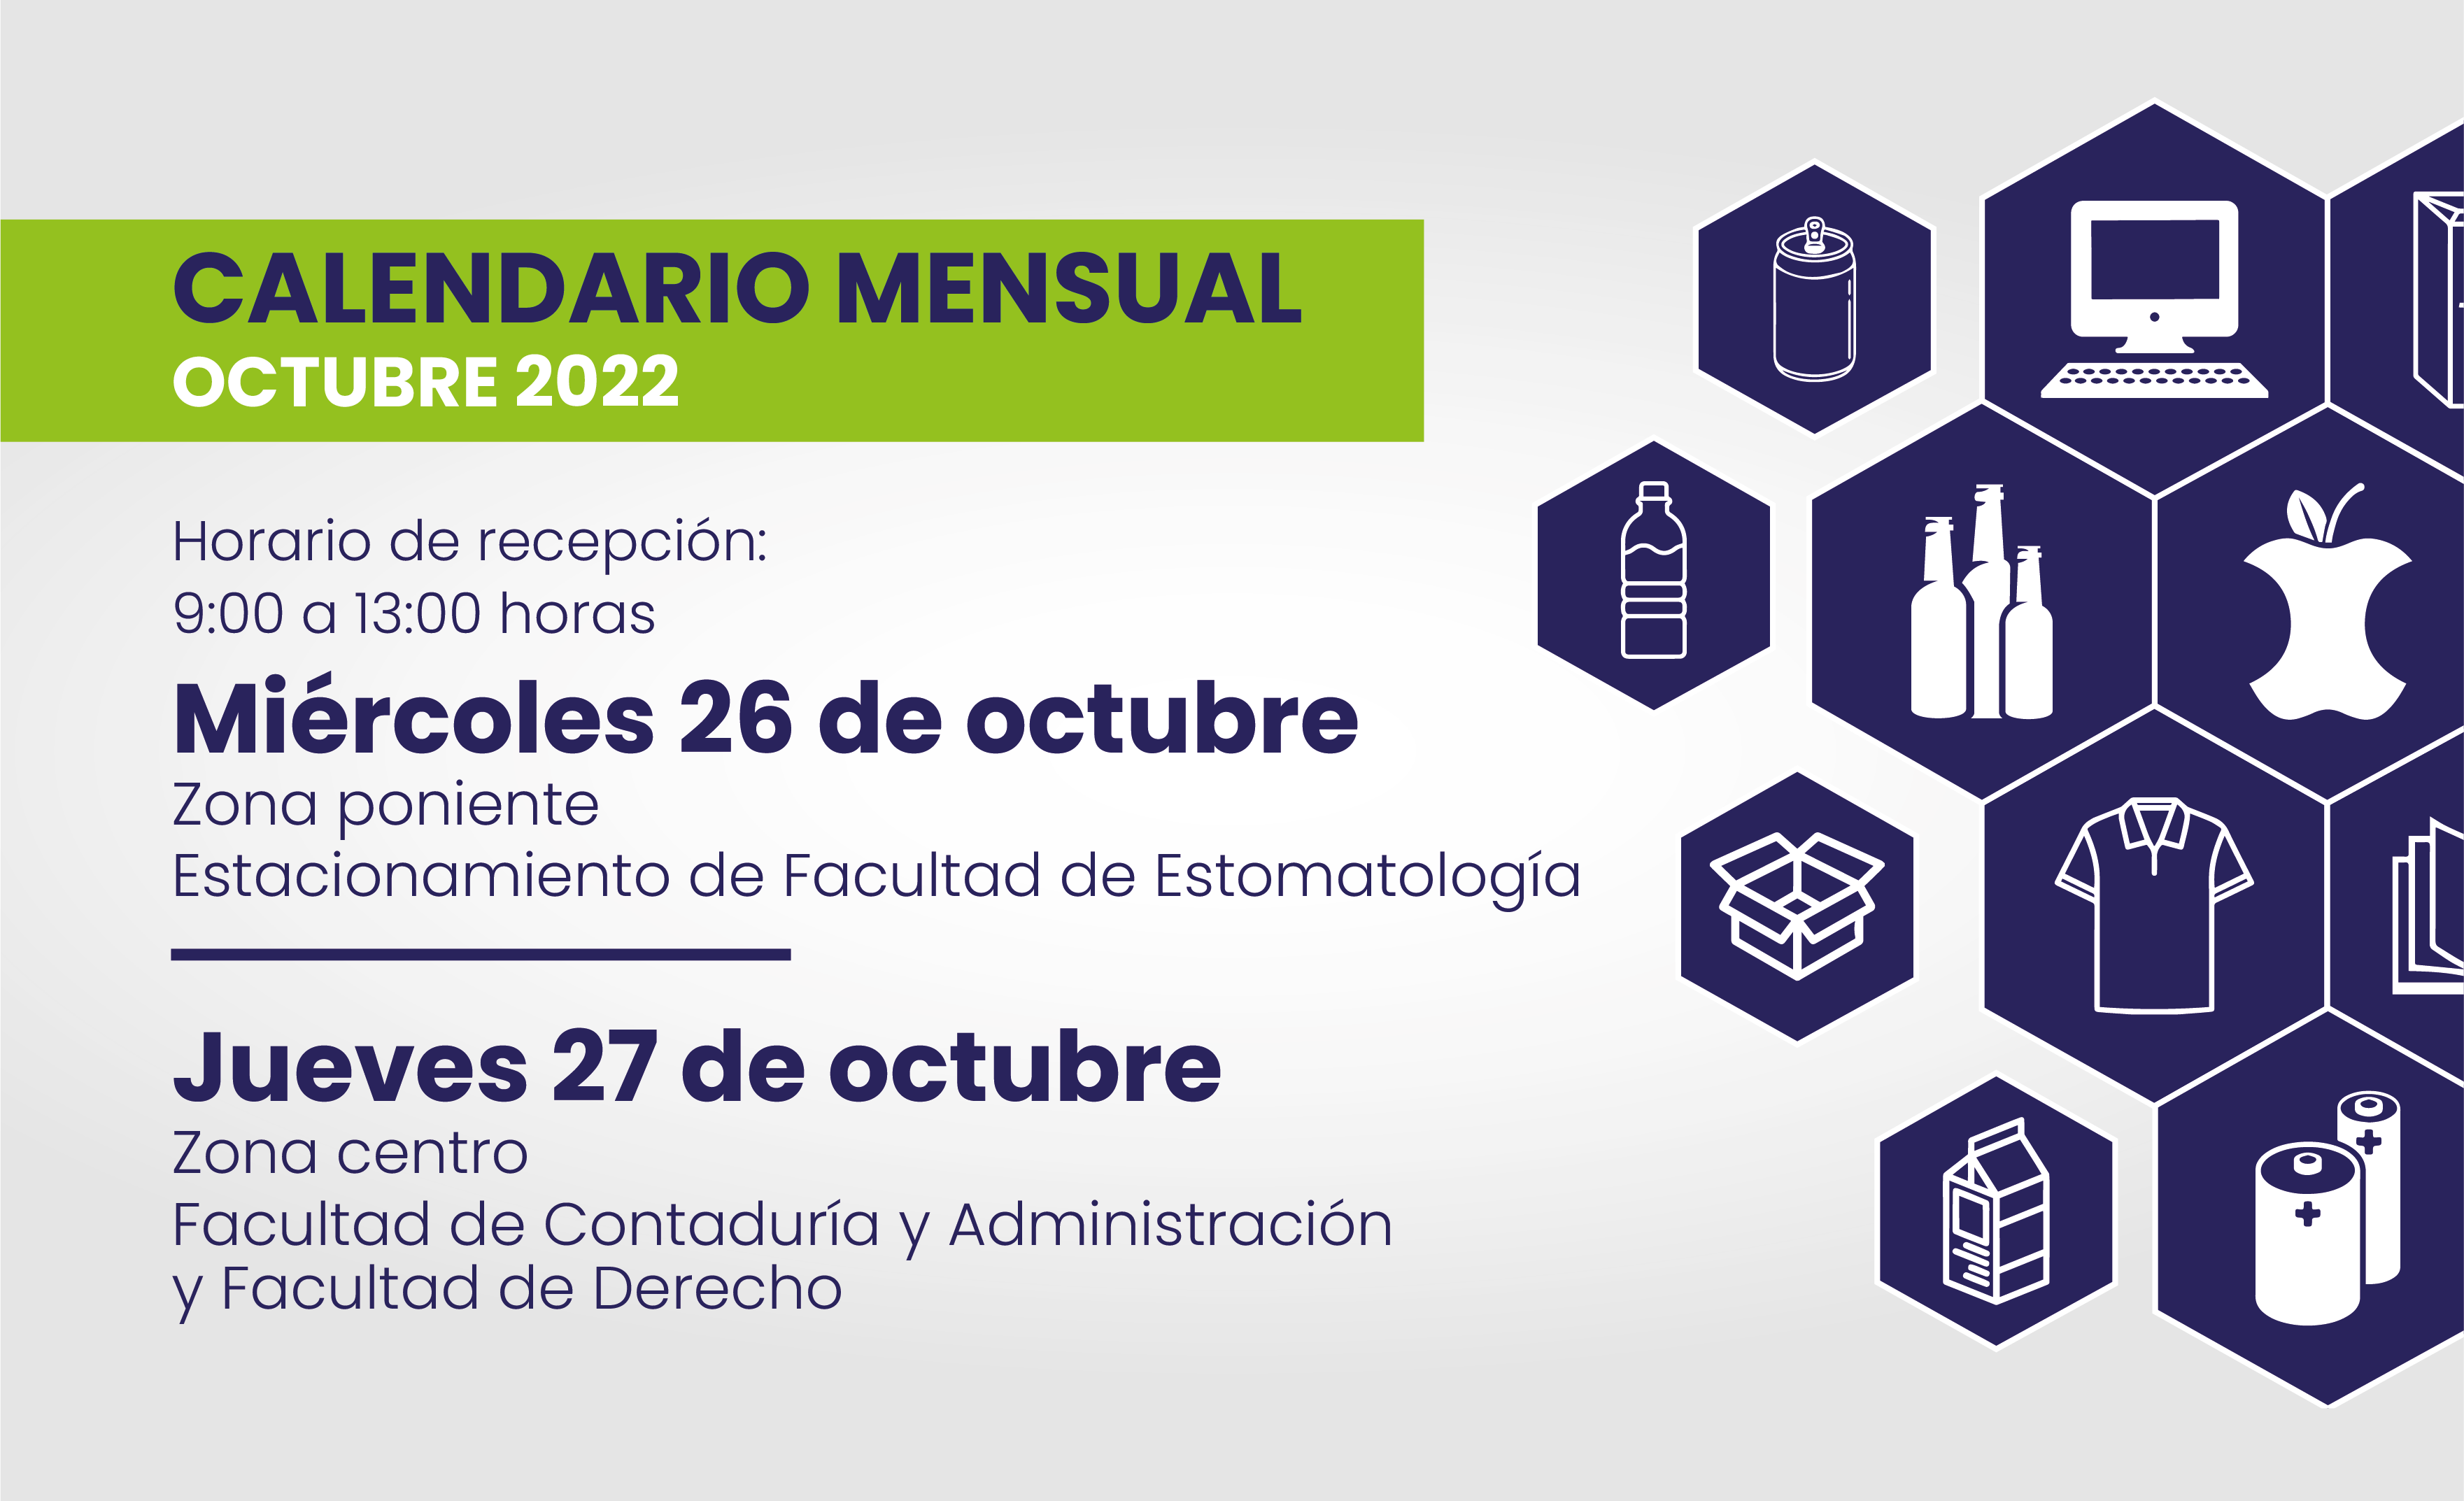 CALENDARIO MENSUAL
OCTUBRE 2022
Horario de recepción:
9:00 a 13:00 horas
Miércoles 26 de octubre
Zona poniente
Estacionamiento de Facultad de Estomatología
Jueves 27 de octubre
Zona centro
Facultad de Contaduría y Administración
y Facultad de Derecho